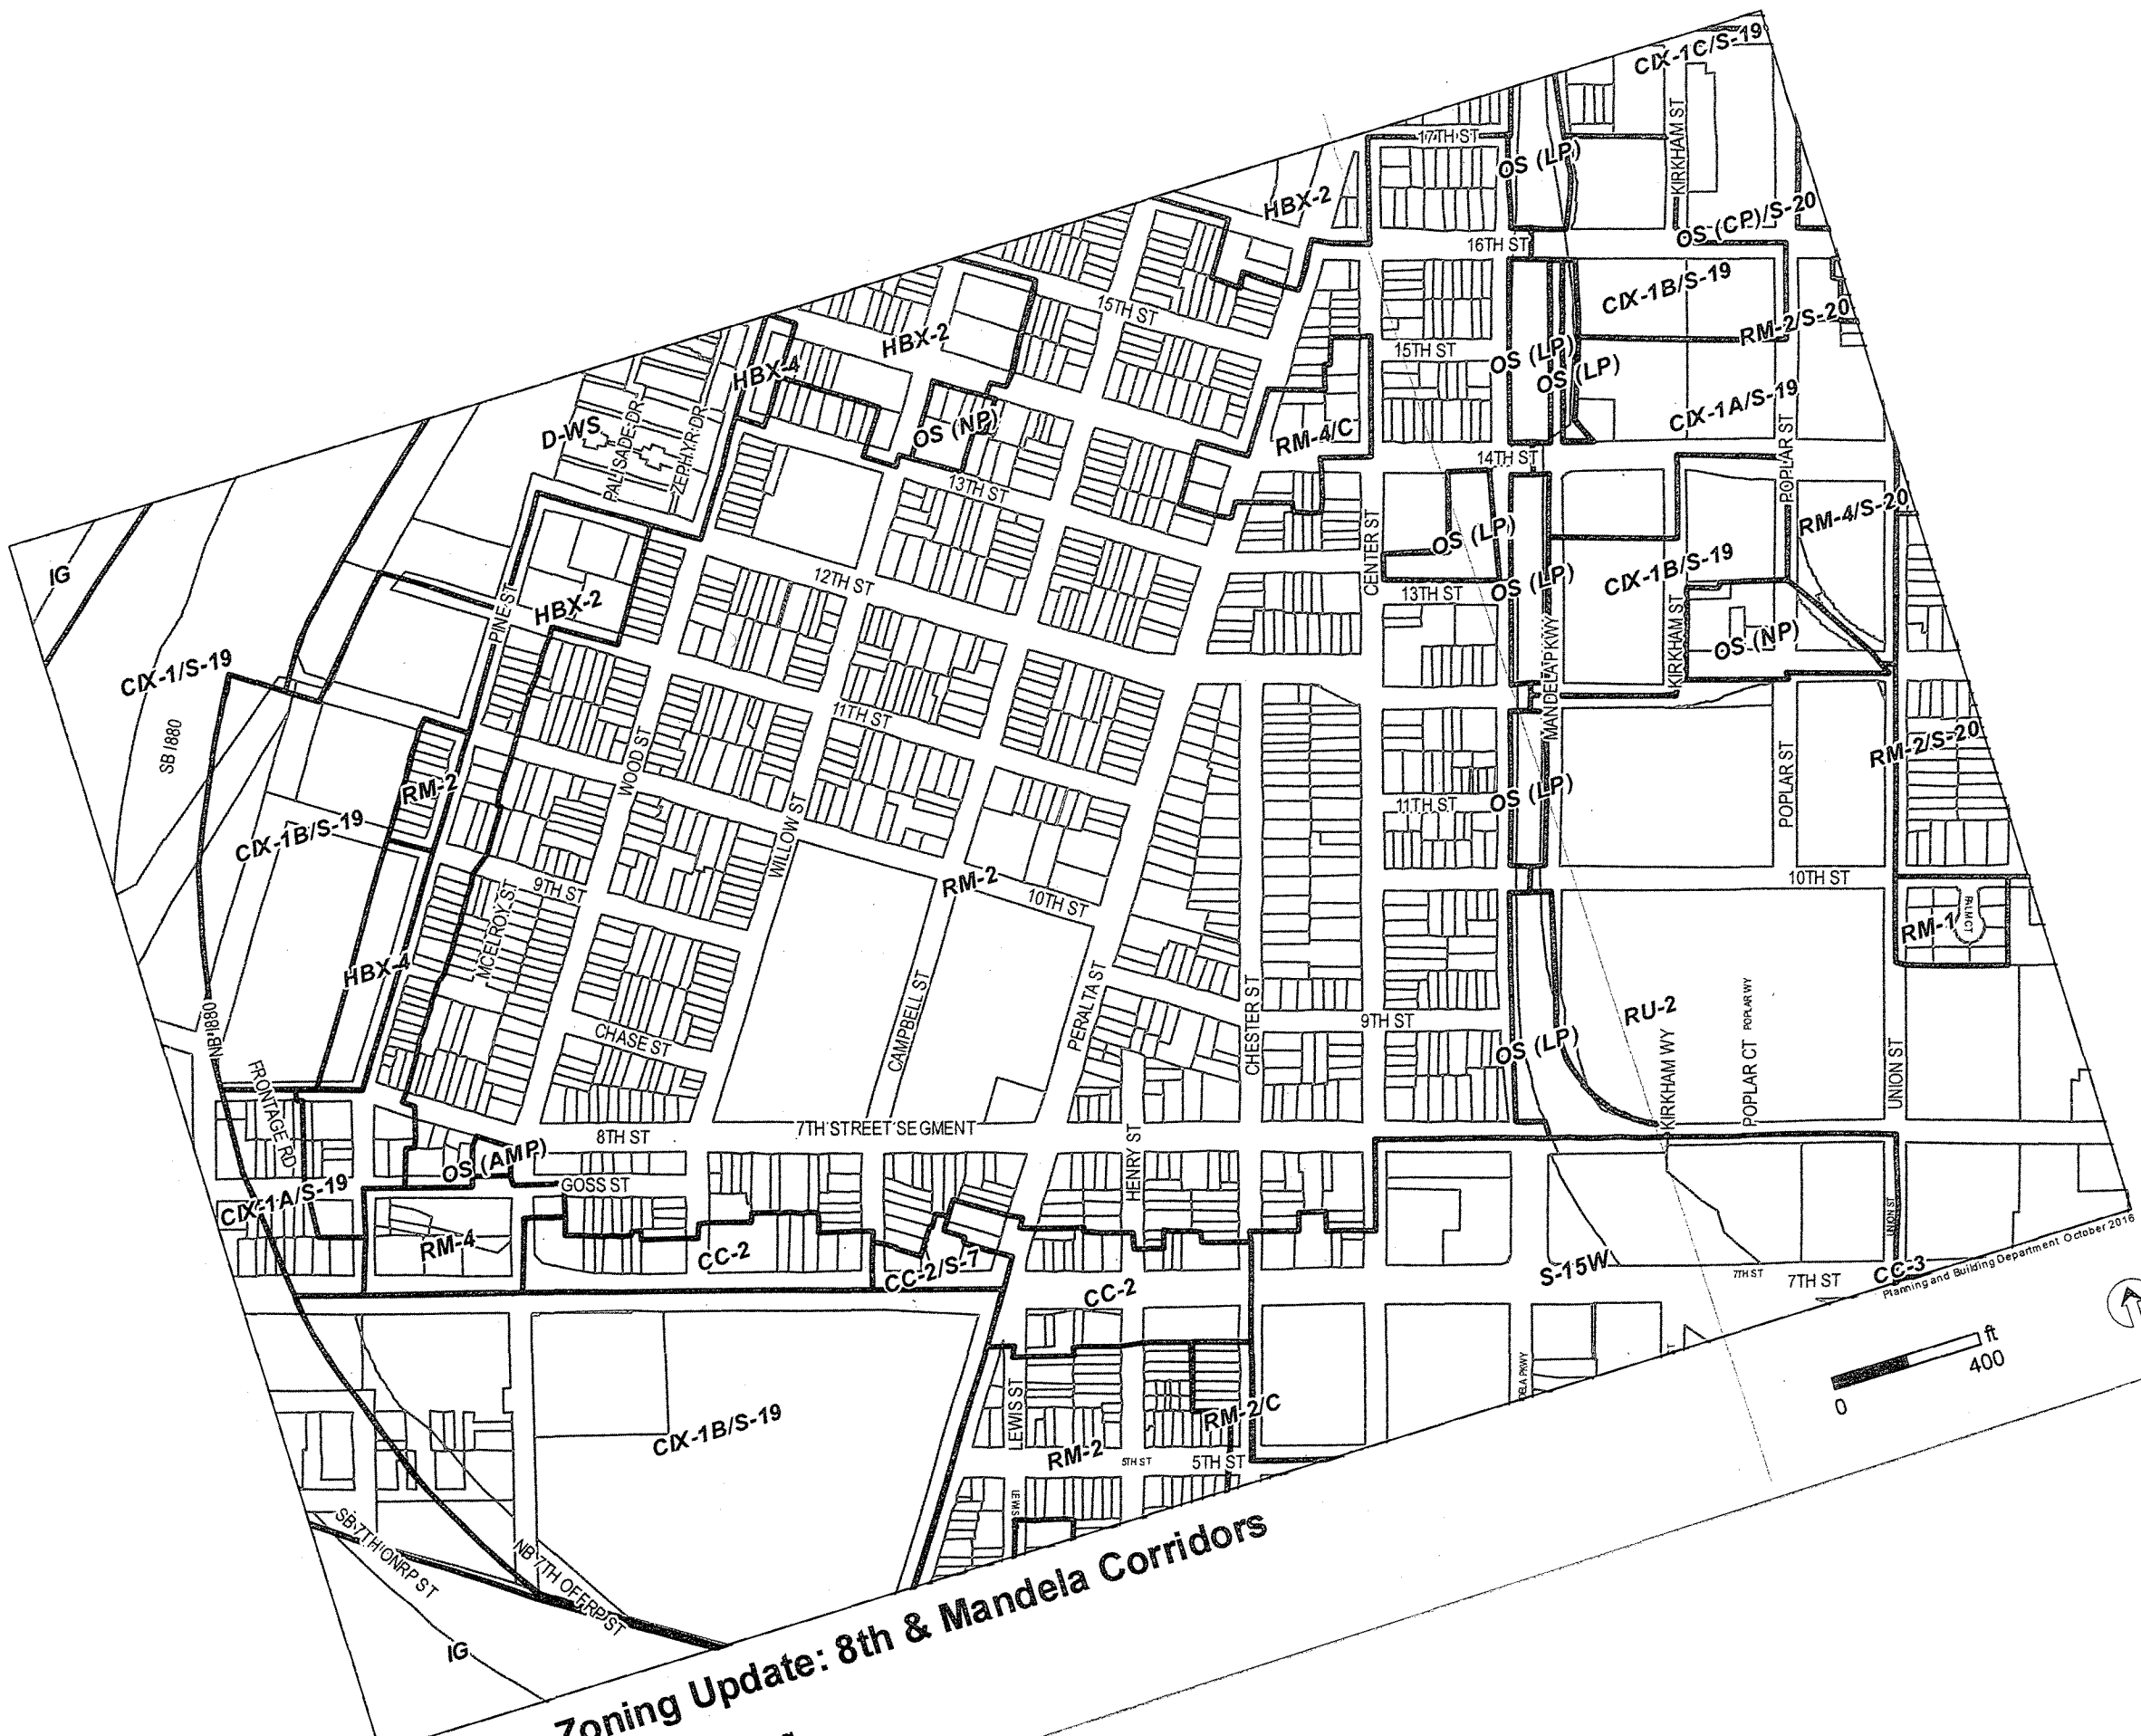 CIX-1C/S-19
17TH ST
KIRKHAM ST
OS (LP)
HBX-2
OS (CP)/S-20
16TH ST
CIX-1B/S-19
15TH ST
RM-2/S-20
HBX-2
15TH ST
OS (LP)
OS (LP)
HBX-4
CIX-1A/S-19
D-WS
PALISADE DR
ZEPHYR DR
OS (NP)
RM-4/C
14TH ST
POPLAR ST
13TH ST
RM-4/S-20
OS (LP)
CENTER ST
IG
12TH ST
CIX-1B/S-19
OS (LP)
13TH ST
HBX-2
PINE ST
KIRKHAM ST
OS (NP)
MANDELA PKWY
CIX-1/S-19
11TH ST
SB I880
WOOD ST
RM-2/S-20
POPLAR ST
RM-2
OS (LP)
11TH ST
CIX-1B/S-19
WILLOW ST
RM-2
9TH ST
10TH ST
10TH ST
MCELROY ST
RM-1
PALM CT
HBX-4
CAMPBELL ST
PERALTA ST
CHESTER ST
9TH ST
RU-2
POPLAR WY
NB I880
CHASE ST
OS (LP)
KIRKHAM WY
POPLAR CT
UNION ST
FRONTAGE RD
8TH ST
7TH STREET SEGMENT
HENRY ST
OS (AMP)
GOSS ST
CIX-1A/S-19
UNION ST
RM-4
CC-2
CC-2/S-7
CC-2
S-15W
7TH ST
7TH ST
CC-3
Planning and Building Department October 2016
ft
0
400
DELA PKWY
LEWIS ST
RM-2/C
CIX-1B/S-19
RM-2
5TH ST
5TH ST
LEWIS
SB 7TH ONRP ST
NB 7TH OFFRP ST
IG
Zoning Update: 8th & Mandela Corridors